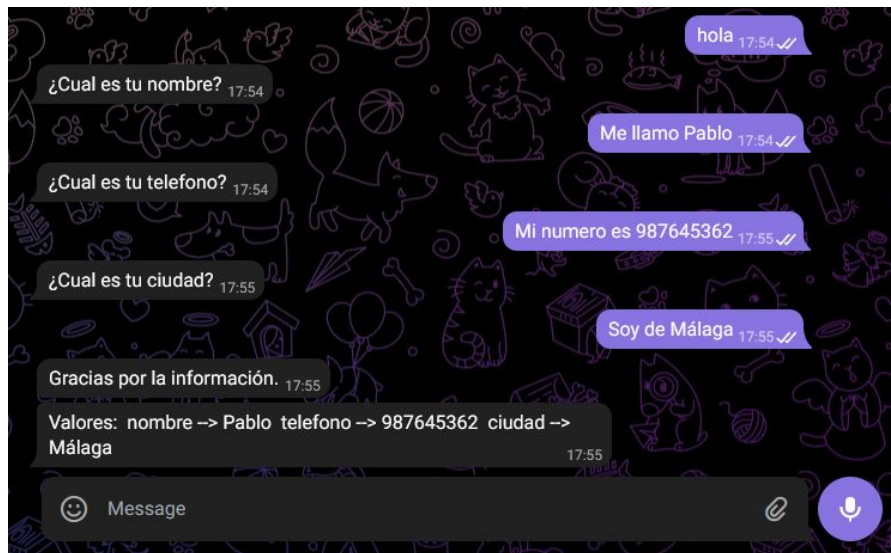 hola 17:54
¿Cual es tu nombre? 17:54
Me llamo Pablo 17:54
¿Cual es tu telefono? 17:54
Mi numero es 987645362 17:55
¿Cual es tu ciudad? 17:55
Soy de Málaga 17:55
Gracias por la información. 17:55
Valores: nombre --> Pablo telefono --> 987645362 ciudad -->
Málaga 17:55
Message